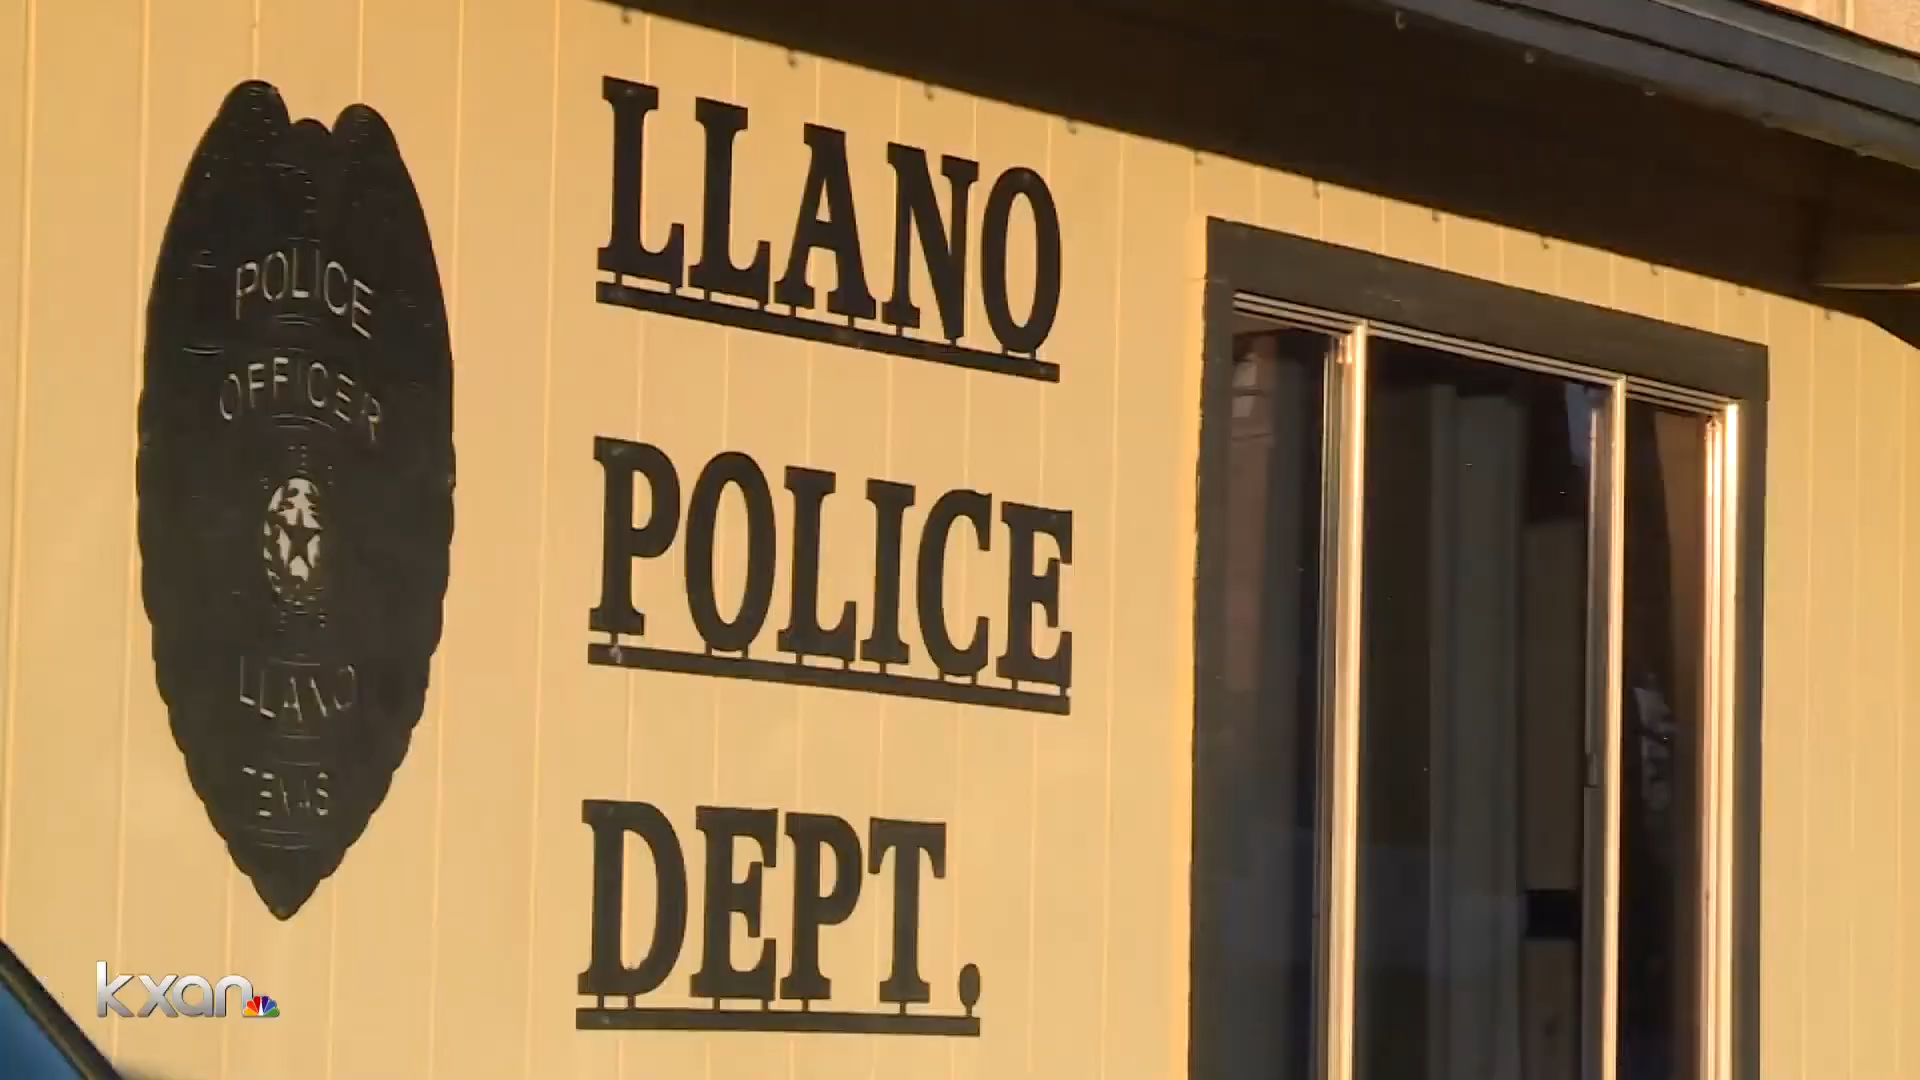 POLICE
OFFICER
LLANO
TEXAS
LLANO
POLICE
DEPT.
kxan